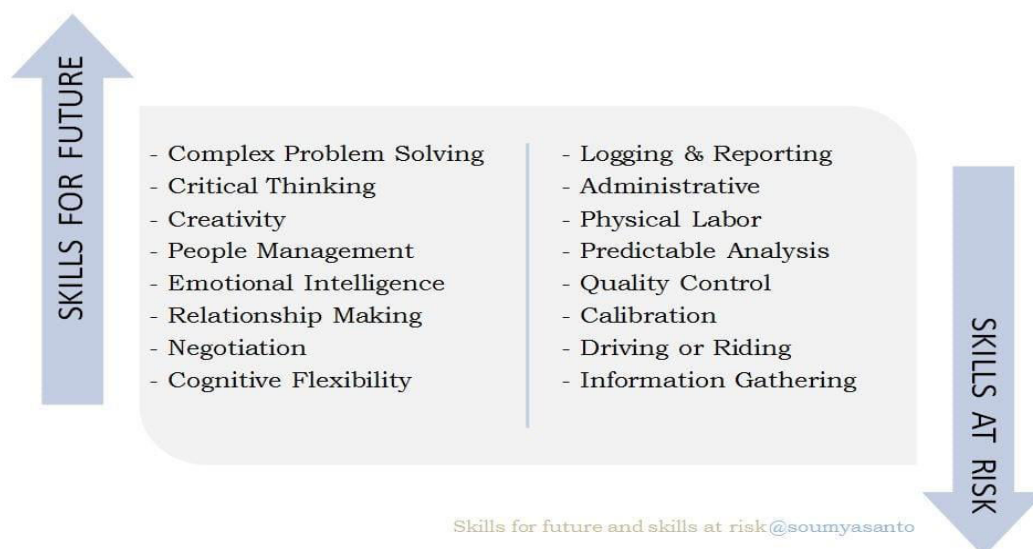 SKILLS FOR FUTURE
- Complex Problem Solving
- Critical Thinking
- Creativity
- People Management
- Emotional Intelligence
- Relationship Making
- Negotiation
- Cognitive Flexibility
- Logging & Reporting
- Administrative
- Physical Labor
- Predictable Analysis
- Quality Control
- Calibration
- Driving or Riding
- Information Gathering
SKILLS AT RISK
Skills for future and skills at risk@soumyasanto